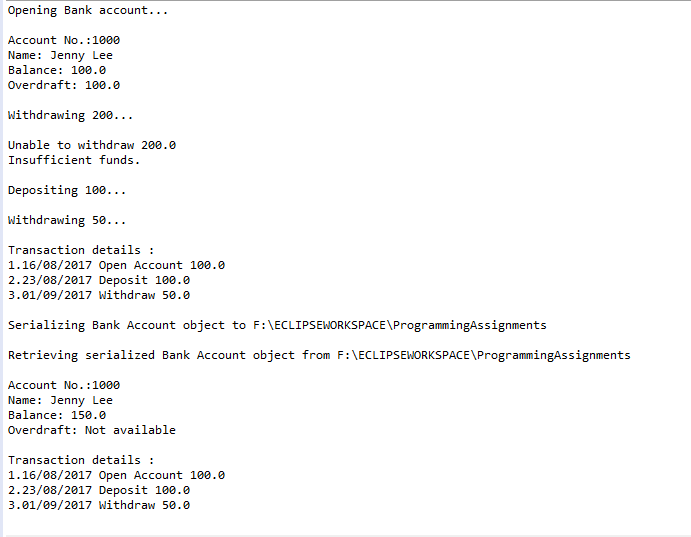 Opening Bank account...
Account No.:1000
Name: Jenny Lee
Balance: 100.0
Overdraft: 100.0
Withdrawing 200...
Unable to withdraw 200.0
Insufficient funds.
Depositing 100...
Withdrawing 50...
Transaction details :
1.16/08/2017 Open Account 100.0
2.23/08/2017 Deposit 100.0
3.01/09/2017 Withdraw 50.0
Serializing Bank Account object to F:\ECLIPSEWORKSPACE\ProgrammingAssignments
Retrieving serialized Bank Account object from F:\ECLIPSEWORKSPACE\ProgrammingAssignments
Account No.:1000
Name: Jenny Lee
Balance: 150.0
Overdraft: Not available
Transaction details :
1.16/08/2017 Open Account 100.0
2.23/08/2017 Deposit 100.0
3.01/09/2017 Withdraw 50.0